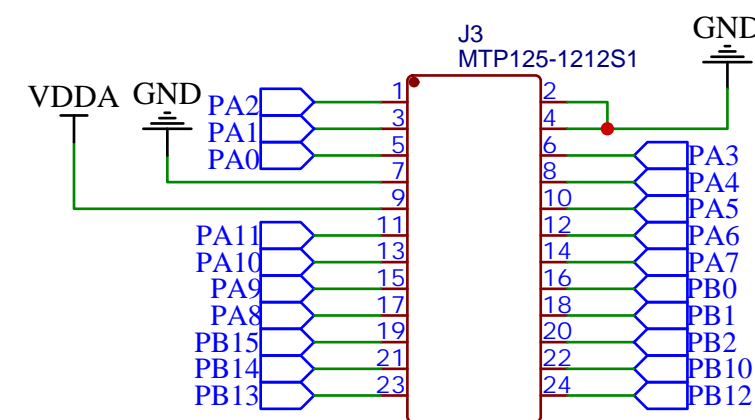 J3
MTP125-1212S1
GND
VDDA
GND
PA2 1 2
PA1 3 4
PA0 5 6 PA3
7 8 PA4
9 10 PA5
PA11 11 12 PA6
PA10 13 14 PA7
PA9 15 16 PB0
PA8 17 18 PB1
PB15 19 20 PB2
PB14 21 22 PB10
PB13 23 24 PB12